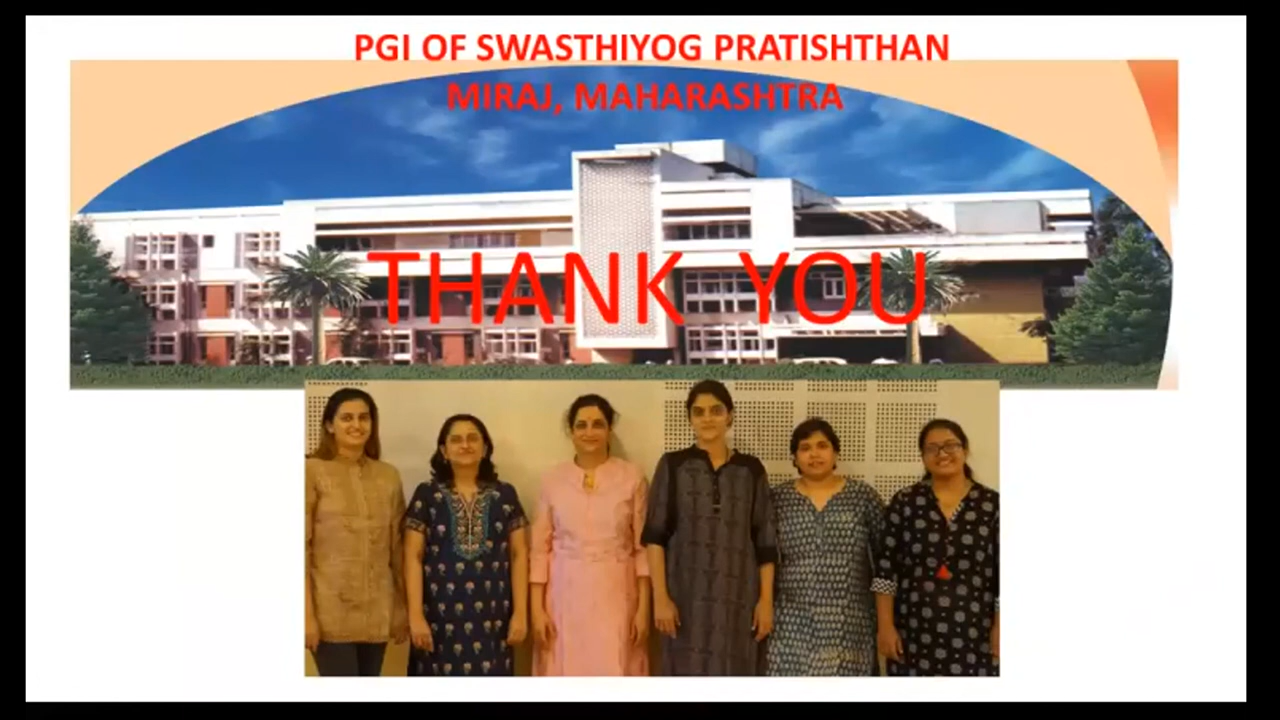 PGI OF SWASTHIYOG PRATISHTHAN
MIRAJ, MAHARASHTRA
THANK YOU